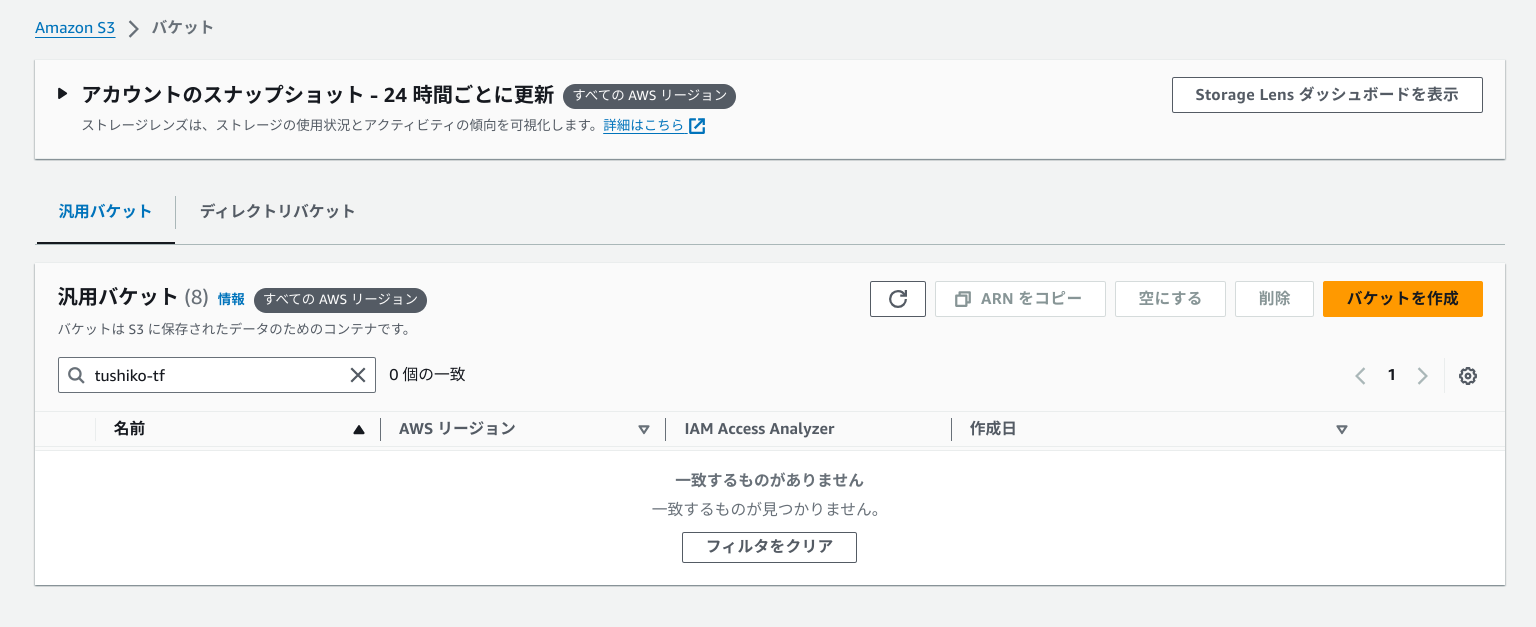 Amazon S3 > バケット
アカウントのスナップショット - 24 時間ごとに更新 すべての AWS リージョン
Storage Lens ダッシュボードを表示
ストレージレンズは、ストレージの使用状況とアクティビティの傾向を可視化します。詳細はこちら
汎用バケット ディレクトリバケット
汎用バケット (8) 情報 すべての AWS リージョン
ARN をコピー 空にする 削除 バケットを作成
バケットは S3 に保存されたデータのためのコンテナです。
tushiko-tf 0 個の一致 1
名前 AWS リージョン IAM Access Analyzer 作成日
一致するものがありません
一致するものが見つかりません。
フィルタをクリア